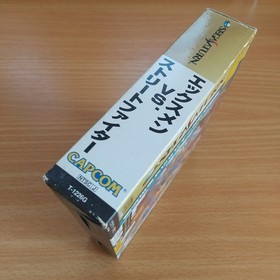 SEGA SATURN
エックスメン
VS.
ストリートファイター
CAPCOM
NTSC-J
T-1226G